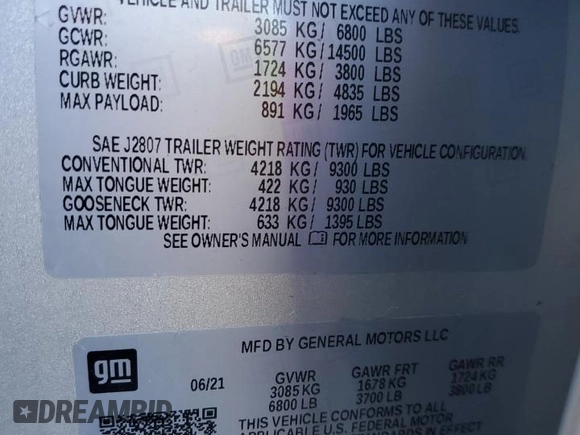 VEHICLE AND TRAILER MUST NOT EXCEED ANY OF THESE VALUES.
GVWR: 3085 KG/ 6800 LBS
GCWR: 6577 KG/14500 LBS
RGAWR: 1724 KG/ 3800 LBS
CURB WEIGHT: 2194 KG/ 4835 LBS
MAX PAYLOAD: 891 KG/ 1965 LBS
SAE J2807 TRAILER WEIGHT RATING (TWR) FOR VEHICLE CONFIGURATION
CONVENTIONAL TWR: 4218 KG/ 9300 LBS
MAX TONGUE WEIGHT: 422 KG/ 930 LBS
GOOSENECK TWR: 4218 KG/ 9300 LBS
MAX TONGUE WEIGHT: 633 KG/ 1395 LBS
SEE OWNER'S MANUAL FOR MORE INFORMATION
MFD BY GENERAL MOTORS LLC
gm 06/21 GVWR GAWR FRT GAWR RR
3085 KG 1678 KG 1724 KG
6800 LB 3700 LB 3800 LB
THIS VEHICLE CONFORMS TO ALL
APPLICABLE U.S. FEDERAL MOTOR
DREAMBID